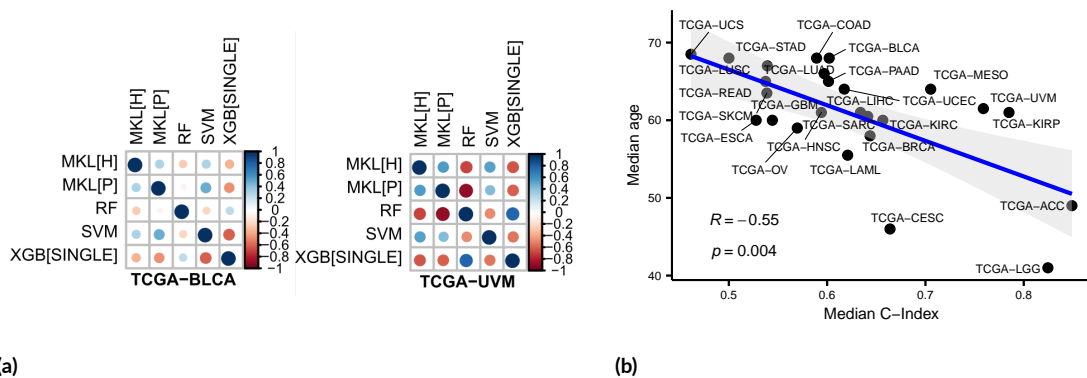 MKL[H]
MKL[P]
RF
SVM
XGB[SINGLE]
MKL[H]
MKL[P]
RF
SVM
XGB[SINGLE]
1
0.8
0.6
0.4
0.2
0
−0.2
−0.4
−0.6
−0.8
−1
TCGA−BLCA
MKL[H]
MKL[P]
RF
SVM
XGB[SINGLE]
MKL[H]
MKL[P]
RF
SVM
XGB[SINGLE]
1
0.8
0.6
0.4
0.2
0
−0.2
−0.4
−0.6
−0.8
−1
TCGA−UVM
(a)
Median age
70
60
50
40
TCGA−UCS
TCGA−COAD
TCGA−STAD
TCGA−BLCA
TCGA−LUSC
TCGA−LUAD
TCGA−PAAD
TCGA−MESO
TCGA−READ
TCGA−GBM
TCGA−LIHC
TCGA−UCEC
TCGA−UVM
TCGA−SKCM
TCGA−SARC
TCGA−KIRC
TCGA−KIRP
TCGA−ESCA
TCGA−HNSC
TCGA−BRCA
TCGA−OV
TCGA−LAML
TCGA−ACC
TCGA−CESC
R = −0.55
p = 0.004
TCGA−LGG
0.5
0.6
0.7
0.8
Median C−Index
(b)